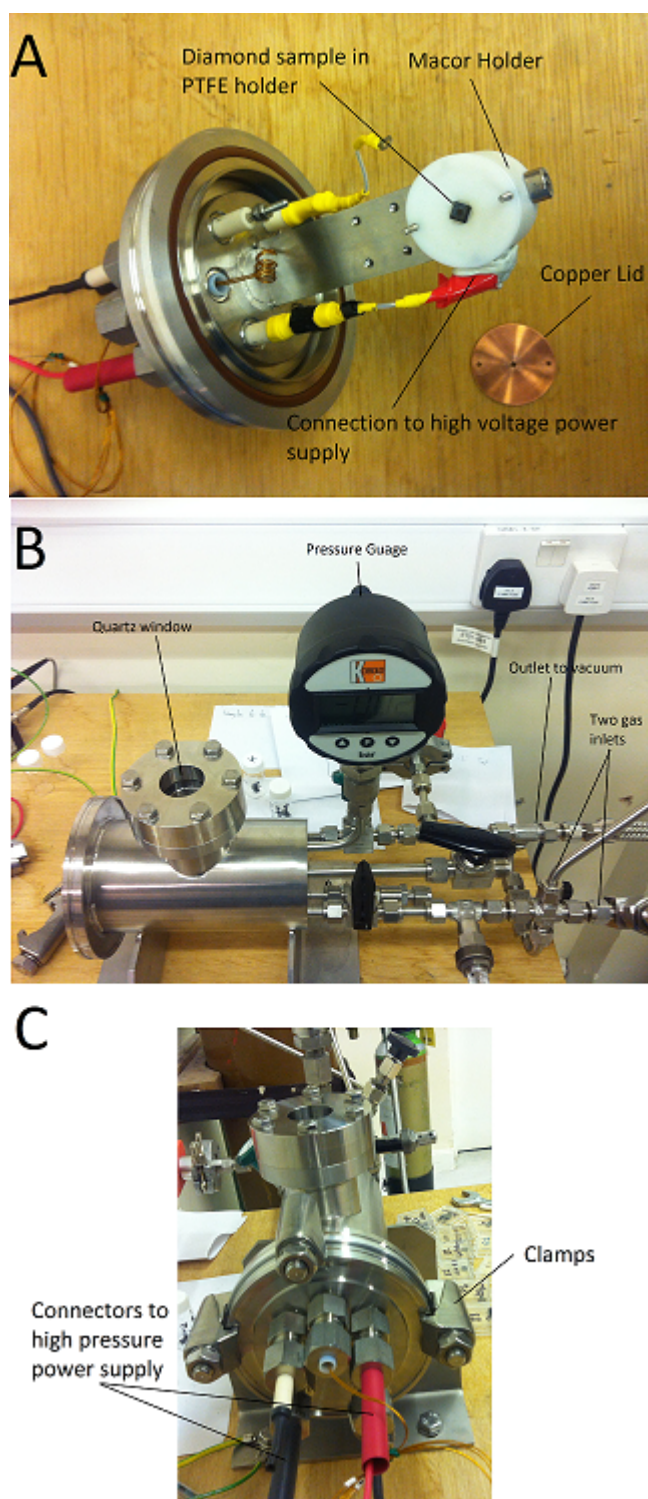 A
Diamond sample in
PTFE holder
Macor Holder
Copper Lid
Connection to high voltage power
supply
B
Pressure Guage
Quartz window
Outlet to vacuum
Two gas
inlets
bar
C
Clamps
Connectors to
high pressure
power supply